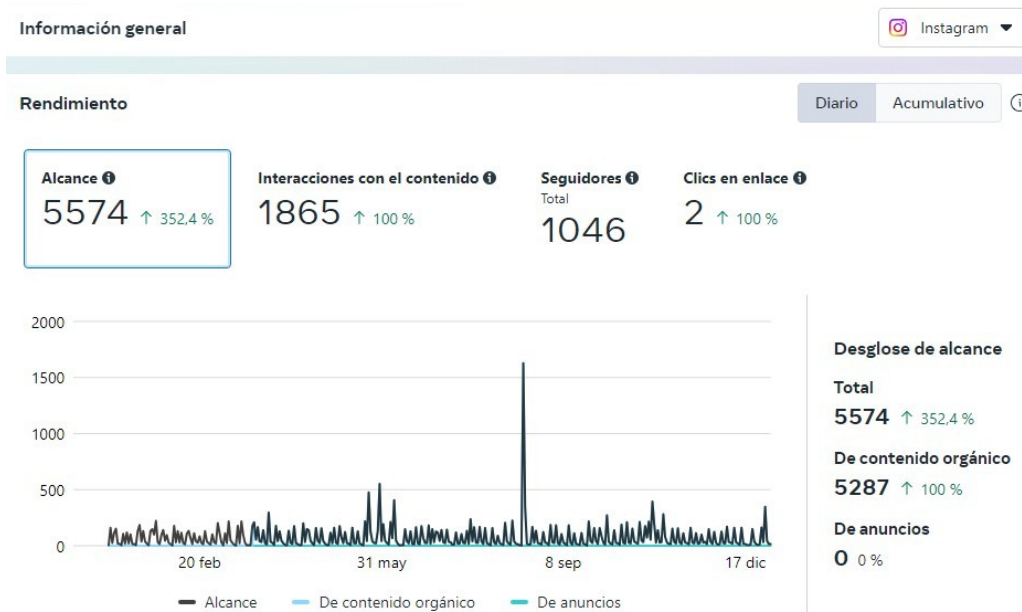 Información general
Instagram
Rendimiento
Diario
Acumulativo
Alcance
5574 ↑ 352,4 %
Interacciones con el contenido
1865 ↑ 100 %
Seguidores
Total
1046
Clics en enlace
2 ↑ 100 %
2000
1500
1000
500
0
20 feb
31 may
8 sep
17 dic
Alcance
De contenido orgánico
De anuncios
Desglose de alcance
Total
5574 ↑ 352,4 %
De contenido orgánico
5287 ↑ 100 %
De anuncios
0 0 %